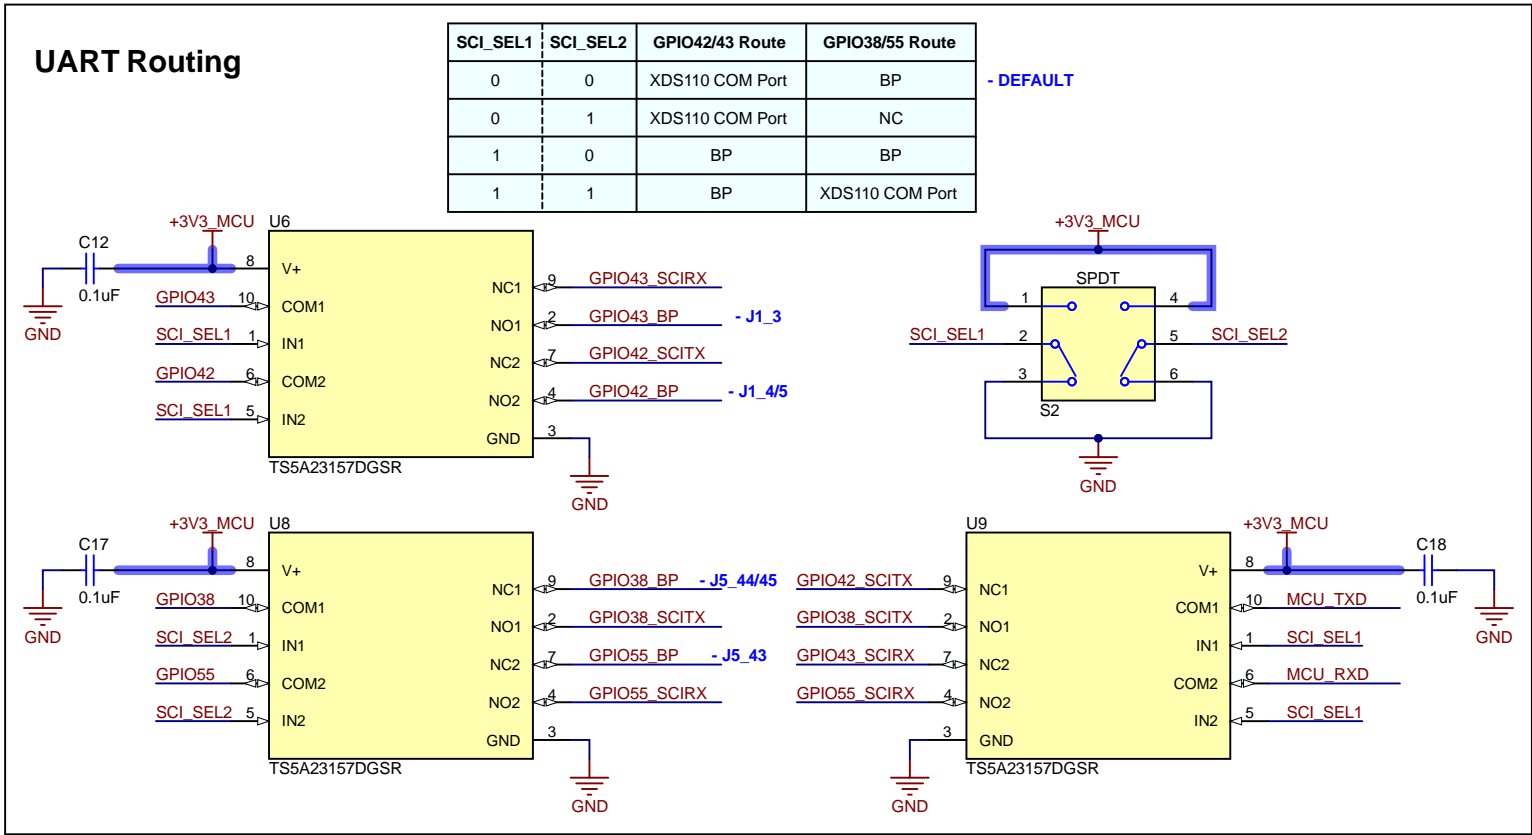 UART Routing
SCI_SEL1 SCI_SEL2 GPIO42/43 Route GPIO38/55 Route
0 0 XDS110 COM Port BP - DEFAULT
0 1 XDS110 COM Port NC
1 0 BP BP
1 1 BP XDS110 COM Port
+3V3_MCU U6
C12
0.1uF
GND
8 V+
GPIO43 10 COM1
SCI_SEL1 1 IN1
GPIO42 6 COM2
SCI_SEL1 5 IN2
NC1 9 GPIO43_SCIRX
NO1 2 GPIO43_BP - J1_3
NC2 7 GPIO42_SCITX
NO2 4 GPIO42_BP - J1_4/5
GND 3
TS5A23157DGSR
GND
+3V3_MCU
SPDT
1 4
SCI_SEL1 2 5 SCI_SEL2
3 6
S2
GND
+3V3_MCU U8
C17
0.1uF
GND
8 V+
GPIO38 10 COM1
SCI_SEL2 1 IN1
GPIO55 6 COM2
SCI_SEL2 5 IN2
NC1 9 GPIO38_BP - J5_44/45
NO1 2 GPIO38_SCITX
NC2 7 GPIO55_BP - J5_43
NO2 4 GPIO55_SCIRX
GND 3
TS5A23157DGSR
GND
U9 +3V3_MCU
C18
0.1uF
GND
GPIO42_SCITX 9 NC1
GPIO38_SCITX 2 NO1
GPIO43_SCIRX 7 NC2
GPIO55_SCIRX 4 NO2
3 GND
V+ 8
COM1 10 MCU_TXD
IN1 1 SCI_SEL1
COM2 6 MCU_RXD
IN2 5 SCI_SEL1
TS5A23157DGSR
GND